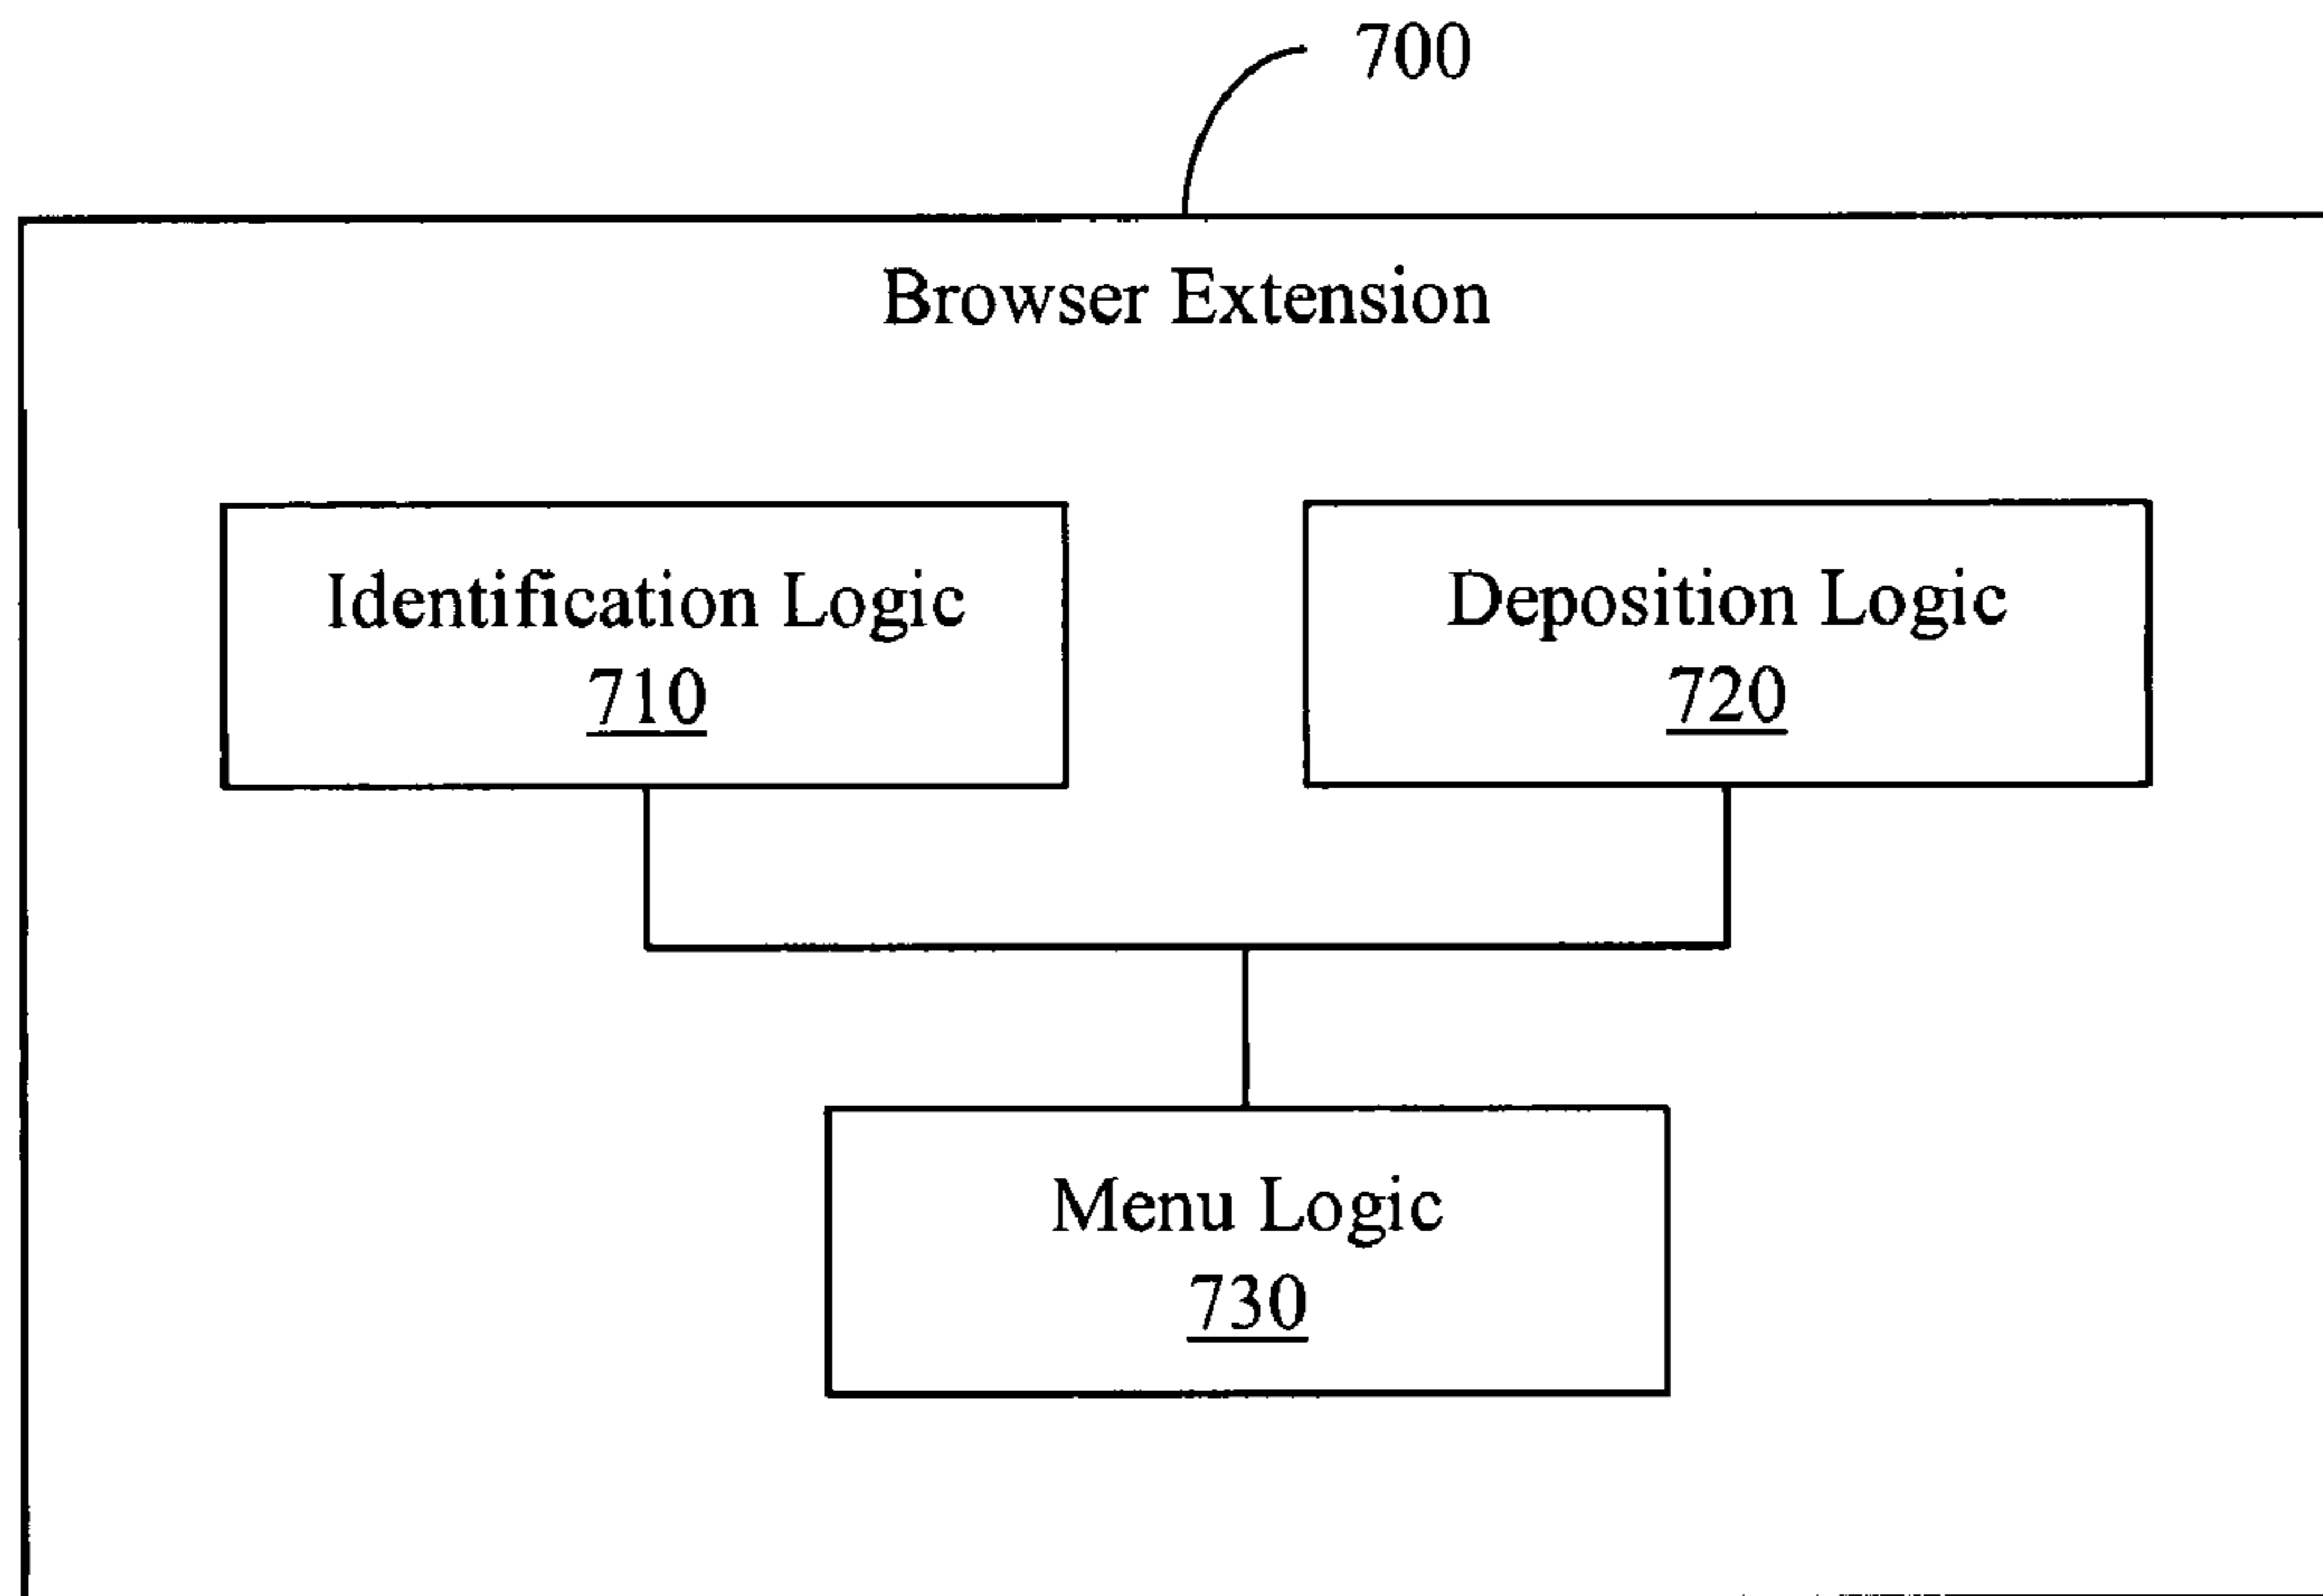 700
Browser Extension
Identification Logic
710
Deposition Logic
720
Menu Logic
730